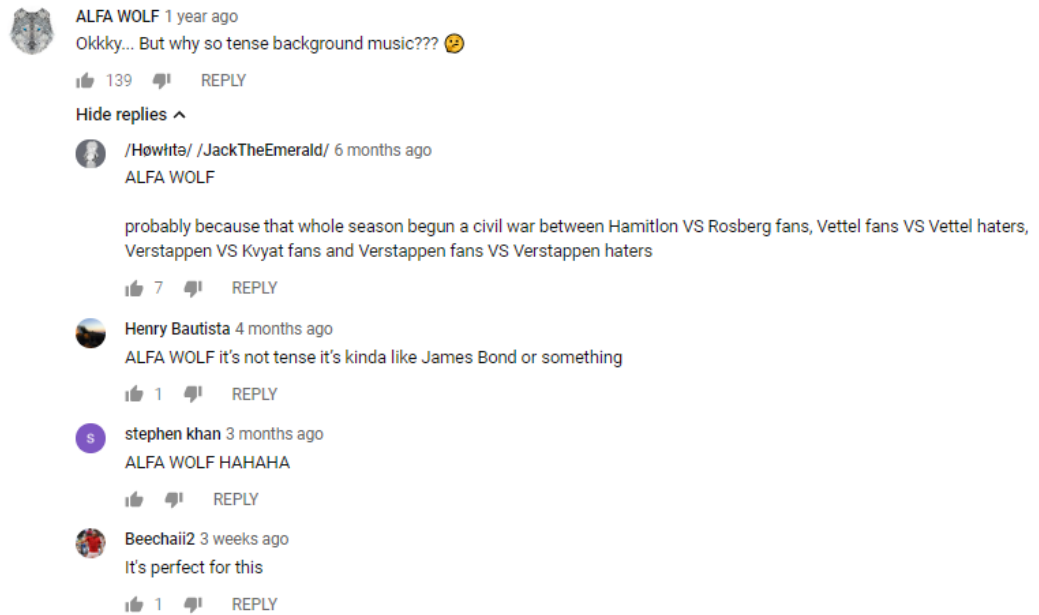 ALFA WOLF 1 year ago
Okkky... But why so tense background music??? 🤔
139 REPLY
Hide replies
/Høwłıtə/ /JackTheEmerald/ 6 months ago
ALFA WOLF
probably because that whole season begun a civil war between Hamitlon VS Rosberg fans, Vettel fans VS Vettel haters,
Verstappen VS Kvyat fans and Verstappen fans VS Verstappen haters
7 REPLY
Henry Bautista 4 months ago
ALFA WOLF it's not tense it's kinda like James Bond or something
1 REPLY
S
stephen khan 3 months ago
ALFA WOLF HAHAHA
REPLY
Beechaii2 3 weeks ago
It's perfect for this
1 REPLY